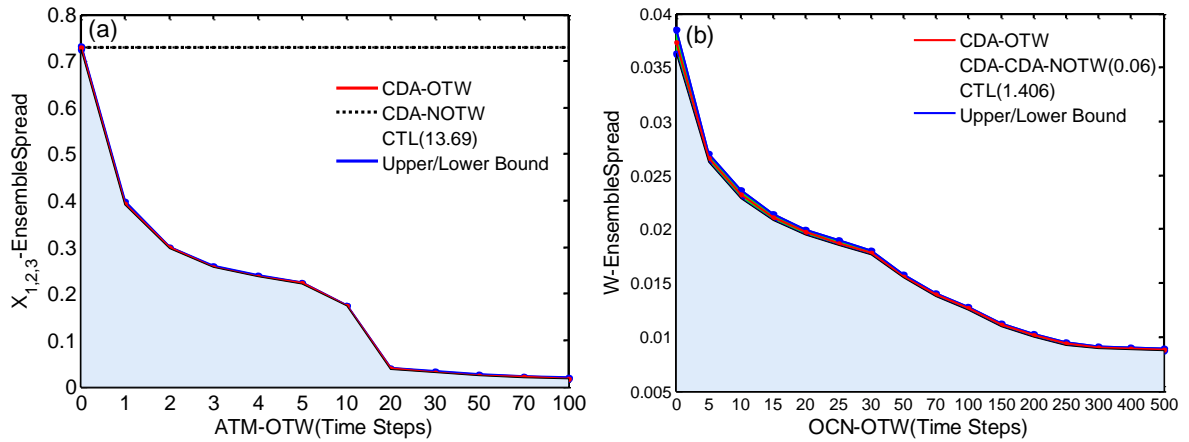 (a)
0.8
0.7
0.6
0.5
0.4
0.3
0.2
0.1
0
X1,2,3-EnsembleSpread
CDA-OTW
CDA-NOTW
CTL(13.69)
Upper/Lower Bound
0 1 2 3 4 5 10 20 30 50 70 100
ATM-OTW(Time Steps)
(b)
0.04
0.035
0.03
0.025
0.02
0.015
0.01
0.005
W-EnsembleSpread
CDA-OTW
CDA-CDA-NOTW(0.06)
CTL(1.406)
Upper/Lower Bound
0 5 10 15 20 25 30 50 70 100 150 200 250 300 400 500
OCN-OTW(Time Steps)